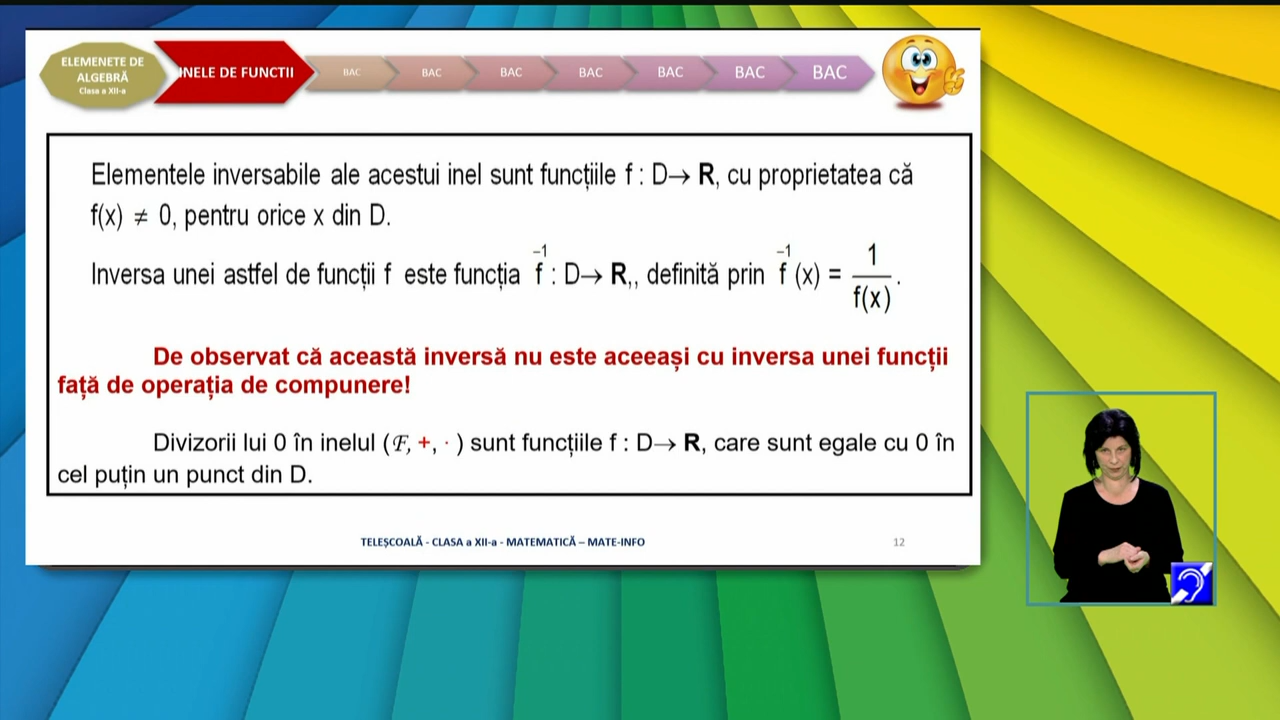 ELEMENETE DE
ALGEBRĂ
Clasa a XII-a
INELE DE FUNCTII
BAC
BAC
BAC
BAC
BAC
BAC
BAC
Elementele inversabile ale acestui inel sunt funcțiile f : D→ R, cu proprietatea că
f(x) ≠ 0, pentru orice x din D.
Inversa unei astfel de funcții f este funcția f⁻¹ : D→ R,, definită prin f⁻¹ (x) = 1/f(x) .
De observat că această inversă nu este aceeași cu inversa unei funcții
față de operația de compunere!
Divizorii lui 0 în inelul (ℱ, +, · ) sunt funcțiile f : D→ R, care sunt egale cu 0 în
cel puțin un punct din D.
TELEȘCOALĂ - CLASA a XII-a - MATEMATICĂ – MATE-INFO
12